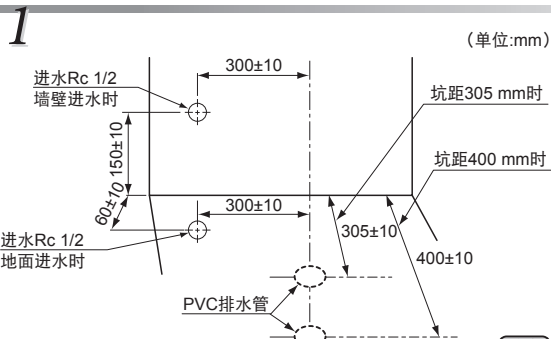 1
（单位:mm）
进水Rc 1/2
墙壁进水时
300±10
坑距305 mm时
150±10
坑距400 mm时
60±10
300±10
进水Rc 1/2
地面进水时
305±10
400±10
PVC排水管